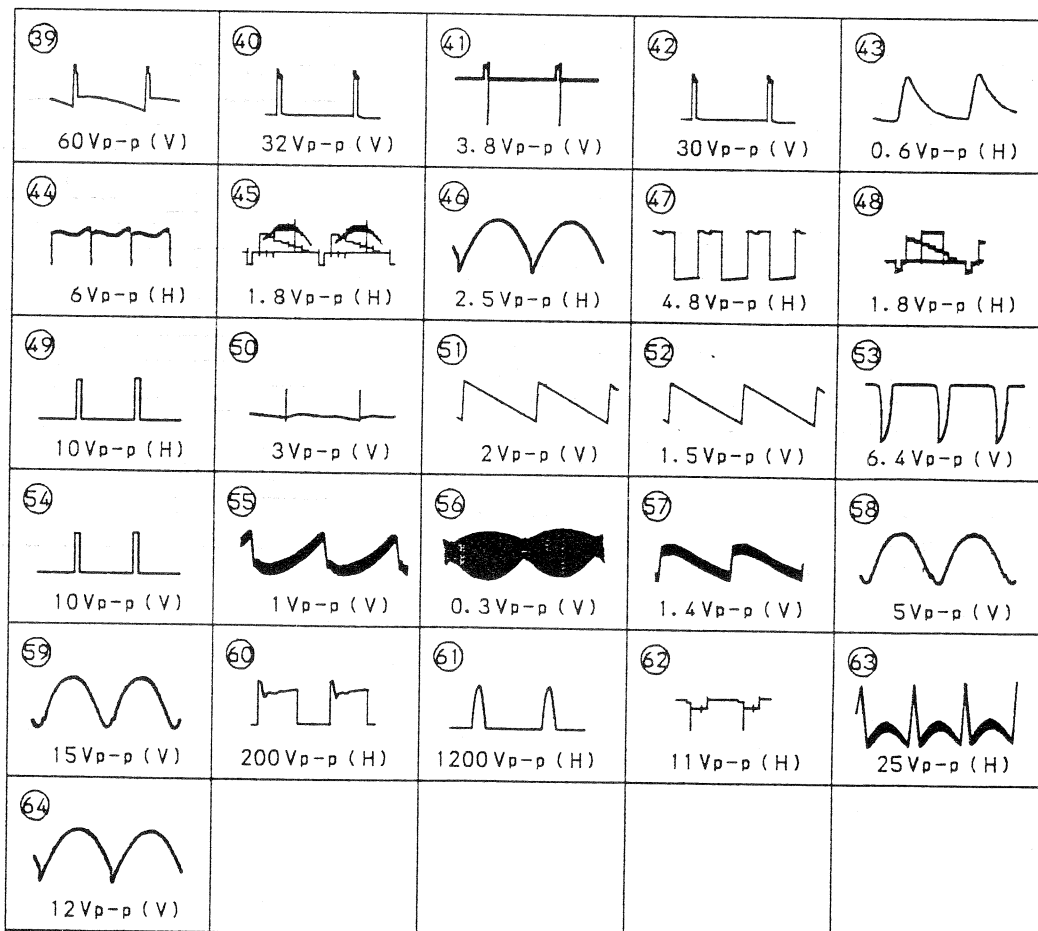 39
60Vp-p (V)
40
32Vp-p (V)
41
3.8Vp-p (V)
42
30Vp-p (V)
43
0.6Vp-p (H)
44
6Vp-p (H)
45
1.8Vp-p (H)
46
2.5Vp-p (H)
47
4.8Vp-p (H)
48
1.8Vp-p (H)
49
10Vp-p (H)
50
3Vp-p (V)
51
2Vp-p (V)
52
1.5Vp-p (V)
53
6.4Vp-p (V)
54
10Vp-p (V)
55
1Vp-p (V)
56
0.3Vp-p (V)
57
1.4Vp-p (V)
58
5Vp-p (V)
59
15Vp-p (V)
60
200Vp-p (H)
61
1200Vp-p (H)
62
11Vp-p (H)
63
25Vp-p (H)
64
12Vp-p (V)